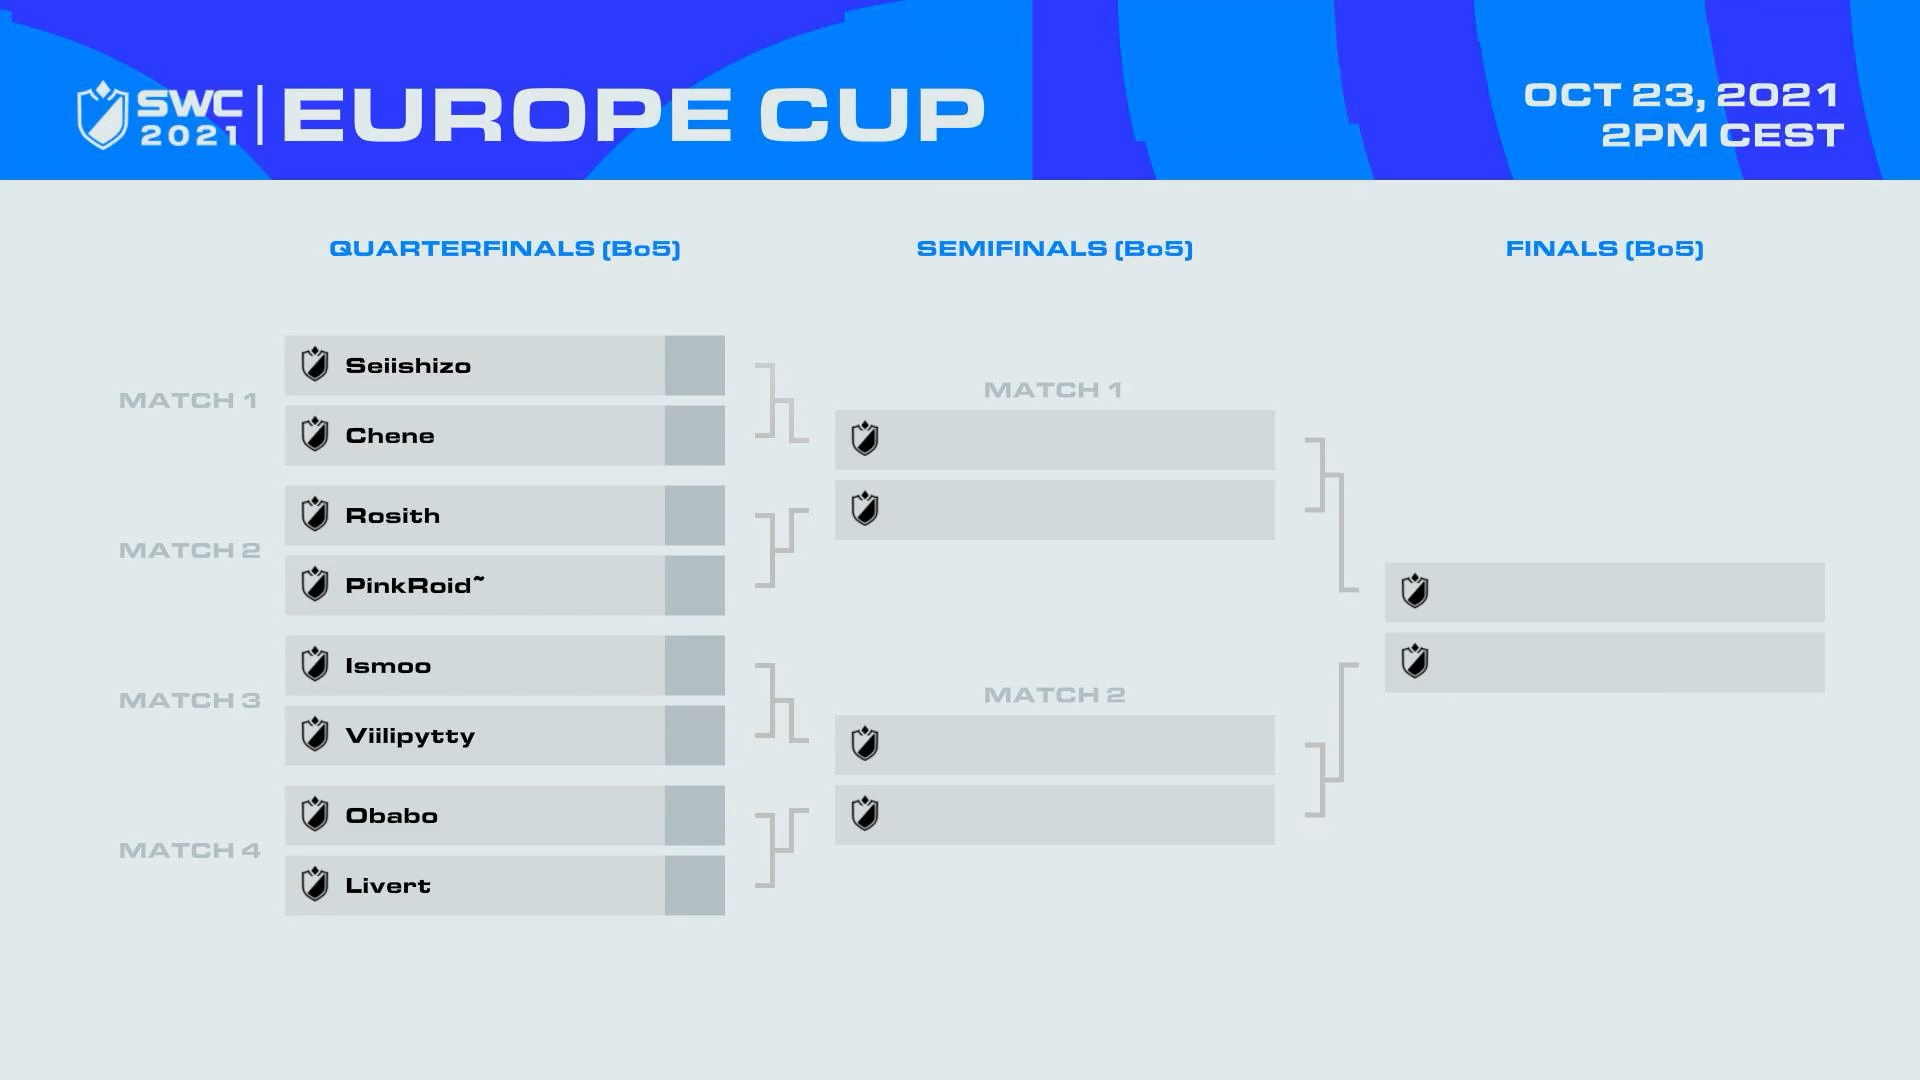 SWC
2021
EUROPE CUP
OCT 23, 2021
2PM CEST
QUARTERFINALS (Bo5)
SEMIFINALS (Bo5)
FINALS (Bo5)
MATCH 1
Seiishizo
Chene
MATCH 2
Rosith
PinkRoid~
MATCH 3
Ismoo
Viilipytty
MATCH 4
Obabo
Livert
MATCH 1
MATCH 2